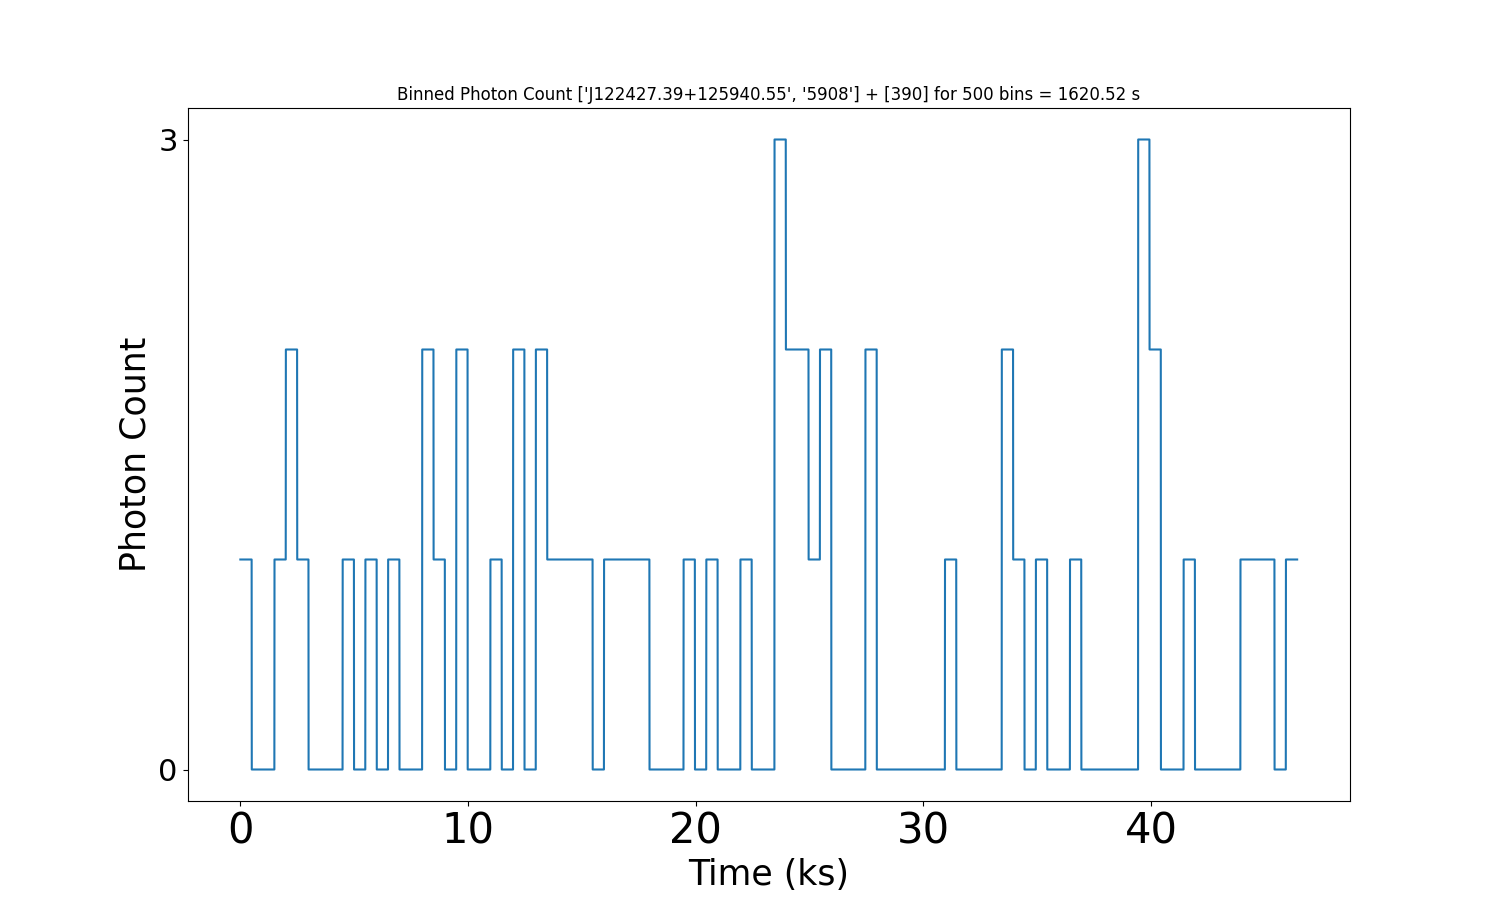 Binned Photon Count ['J122427.39+125940.55', '5908'] + [390] for 500 bins = 1620.52 s
3
Photon Count
0
0 10 20 30 40
Time (ks)